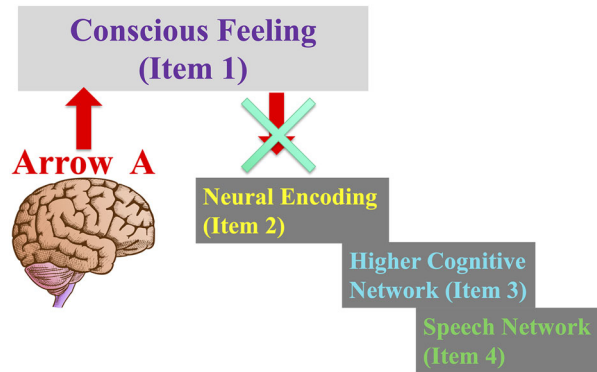 Conscious Feeling
(Item 1)
Arrow A
Neural Encoding
(Item 2)
Higher Cognitive
Network (Item 3)
Speech Network
(Item 4)